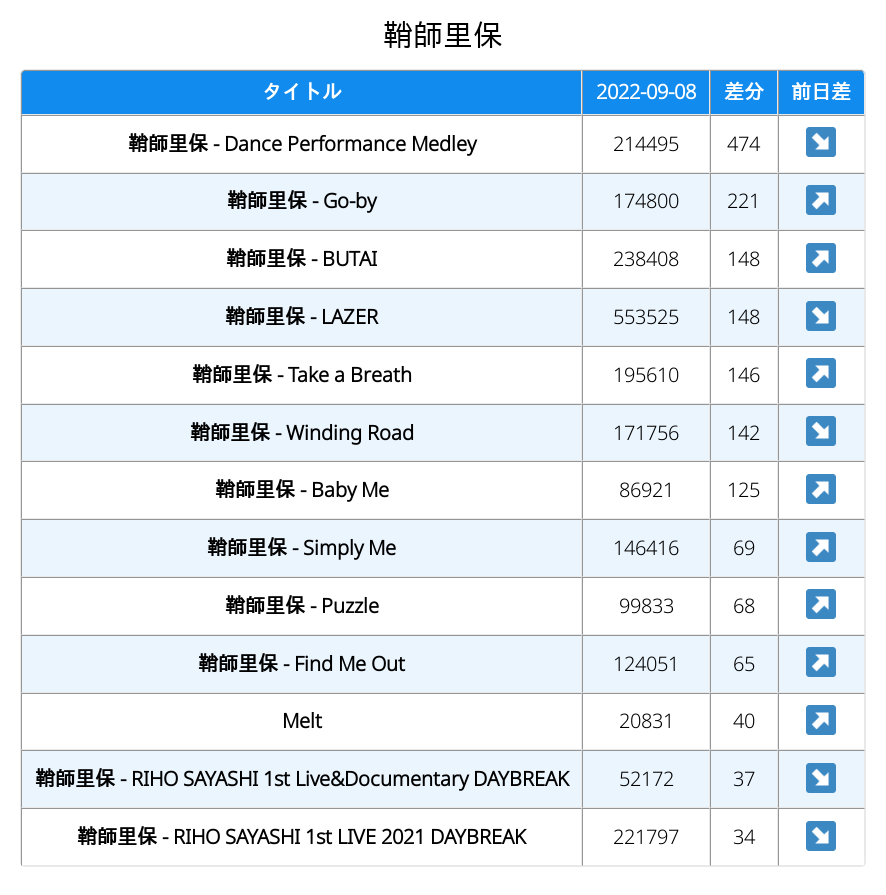 鞘師里保
タイトル 2022-09-08 差分 前日差
鞘師里保 - Dance Performance Medley 214495 474 ↘
鞘師里保 - Go-by 174800 221 ↗
鞘師里保 - BUTAI 238408 148 ↗
鞘師里保 - LAZER 553525 148 ↘
鞘師里保 - Take a Breath 195610 146 ↗
鞘師里保 - Winding Road 171756 142 ↘
鞘師里保 - Baby Me 86921 125 ↗
鞘師里保 - Simply Me 146416 69 ↗
鞘師里保 - Puzzle 99833 68 ↗
鞘師里保 - Find Me Out 124051 65 ↗
Melt 20831 40 ↗
鞘師里保 - RIHO SAYASHI 1st Live&Documentary DAYBREAK 52172 37 ↘
鞘師里保 - RIHO SAYASHI 1st LIVE 2021 DAYBREAK 221797 34 ↘